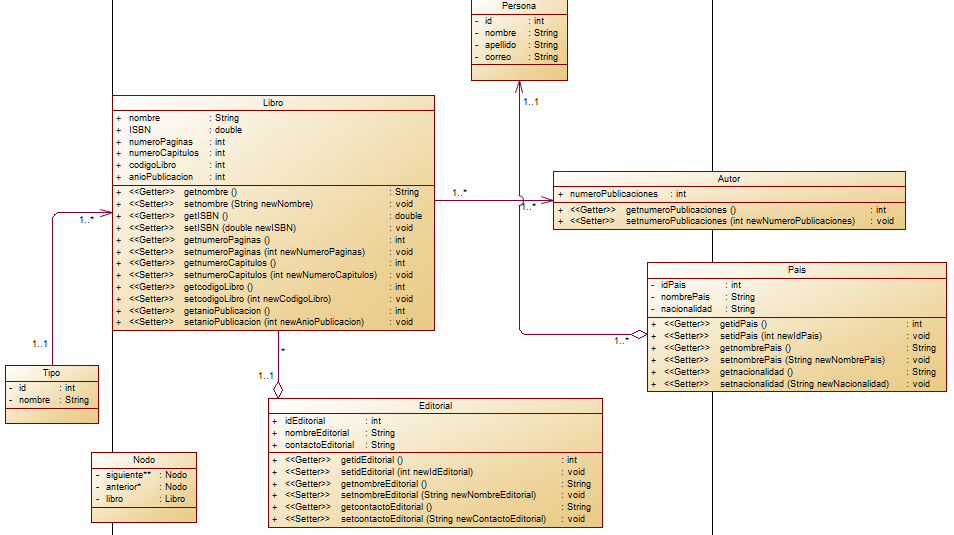 Persona
- id : int
- nombre : String
- apellido : String
- correo : String
1..1
Libro
+ nombre : String
+ ISBN : double
+ numeroPaginas : int
+ numeroCapitulos : int
+ codigoLibro : int
+ anioPublicacion : int
+ <<Getter>> getnombre () : String
+ <<Setter>> setnombre (String newNombre) : void
+ <<Getter>> getISBN () : double
+ <<Setter>> setISBN (double newISBN) : void
+ <<Getter>> getnumeroPaginas () : int
+ <<Setter>> setnumeroPaginas (int newNumeroPaginas) : void
+ <<Getter>> getnumeroCapitulos () : int
+ <<Setter>> setnumeroCapitulos (int newNumeroCapitulos) : void
+ <<Getter>> getcodigoLibro () : int
+ <<Setter>> setcodigoLibro (int newCodigoLibro) : void
+ <<Getter>> getanioPublicacion () : int
+ <<Setter>> setanioPublicacion (int newAnioPublicacion) : void
1..*
1..*
1..*
Autor
+ numeroPublicaciones : int
+ <<Getter>> getnumeroPublicaciones () : int
+ <<Setter>> setnumeroPublicaciones (int newNumeroPublicaciones) : void
Pais
- idPais : int
- nombrePais : String
- nacionalidad : String
+ <<Getter>> getidPais () : int
+ <<Setter>> setidPais (int newIdPais) : void
+ <<Getter>> getnombrePais () : String
+ <<Setter>> setnombrePais (String newNombrePais) : void
+ <<Getter>> getnacionalidad () : String
+ <<Setter>> setnacionalidad (String newNacionalidad) : void
1..*
1..1
Tipo
- id : int
- nombre : String
*
1..1
Editorial
+ idEditorial : int
+ nombreEditorial : String
+ contactoEditorial : String
+ <<Getter>> getidEditorial () : int
+ <<Setter>> setidEditorial (int newIdEditorial) : void
+ <<Getter>> getnombreEditorial () : String
+ <<Setter>> setnombreEditorial (String newNombreEditorial) : void
+ <<Getter>> getcontactoEditorial () : String
+ <<Setter>> setcontactoEditorial (String newContactoEditorial) : void
Nodo
- siguiente** : Nodo
- anterior* : Nodo
- libro : Libro